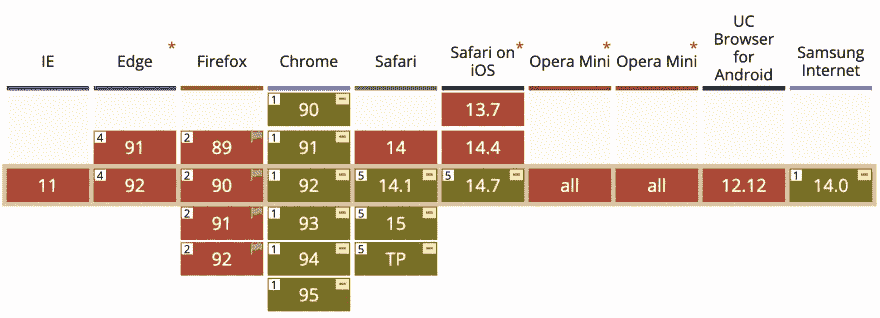 IE
Edge *
Firefox
Chrome
Safari
Safari on *
iOS
Opera Mini *
Opera Mini *
UC
Browser
for
Android
Samsung
Internet
1 90
13.7
4 91
2 89
1 91
14
14.4
11
4 92
2 90
1 92
5 14.1
5 14.7
all
all
12.12
1 14.0
2 91
1 93
5 15
2 92
1 94
5 TP
1 95